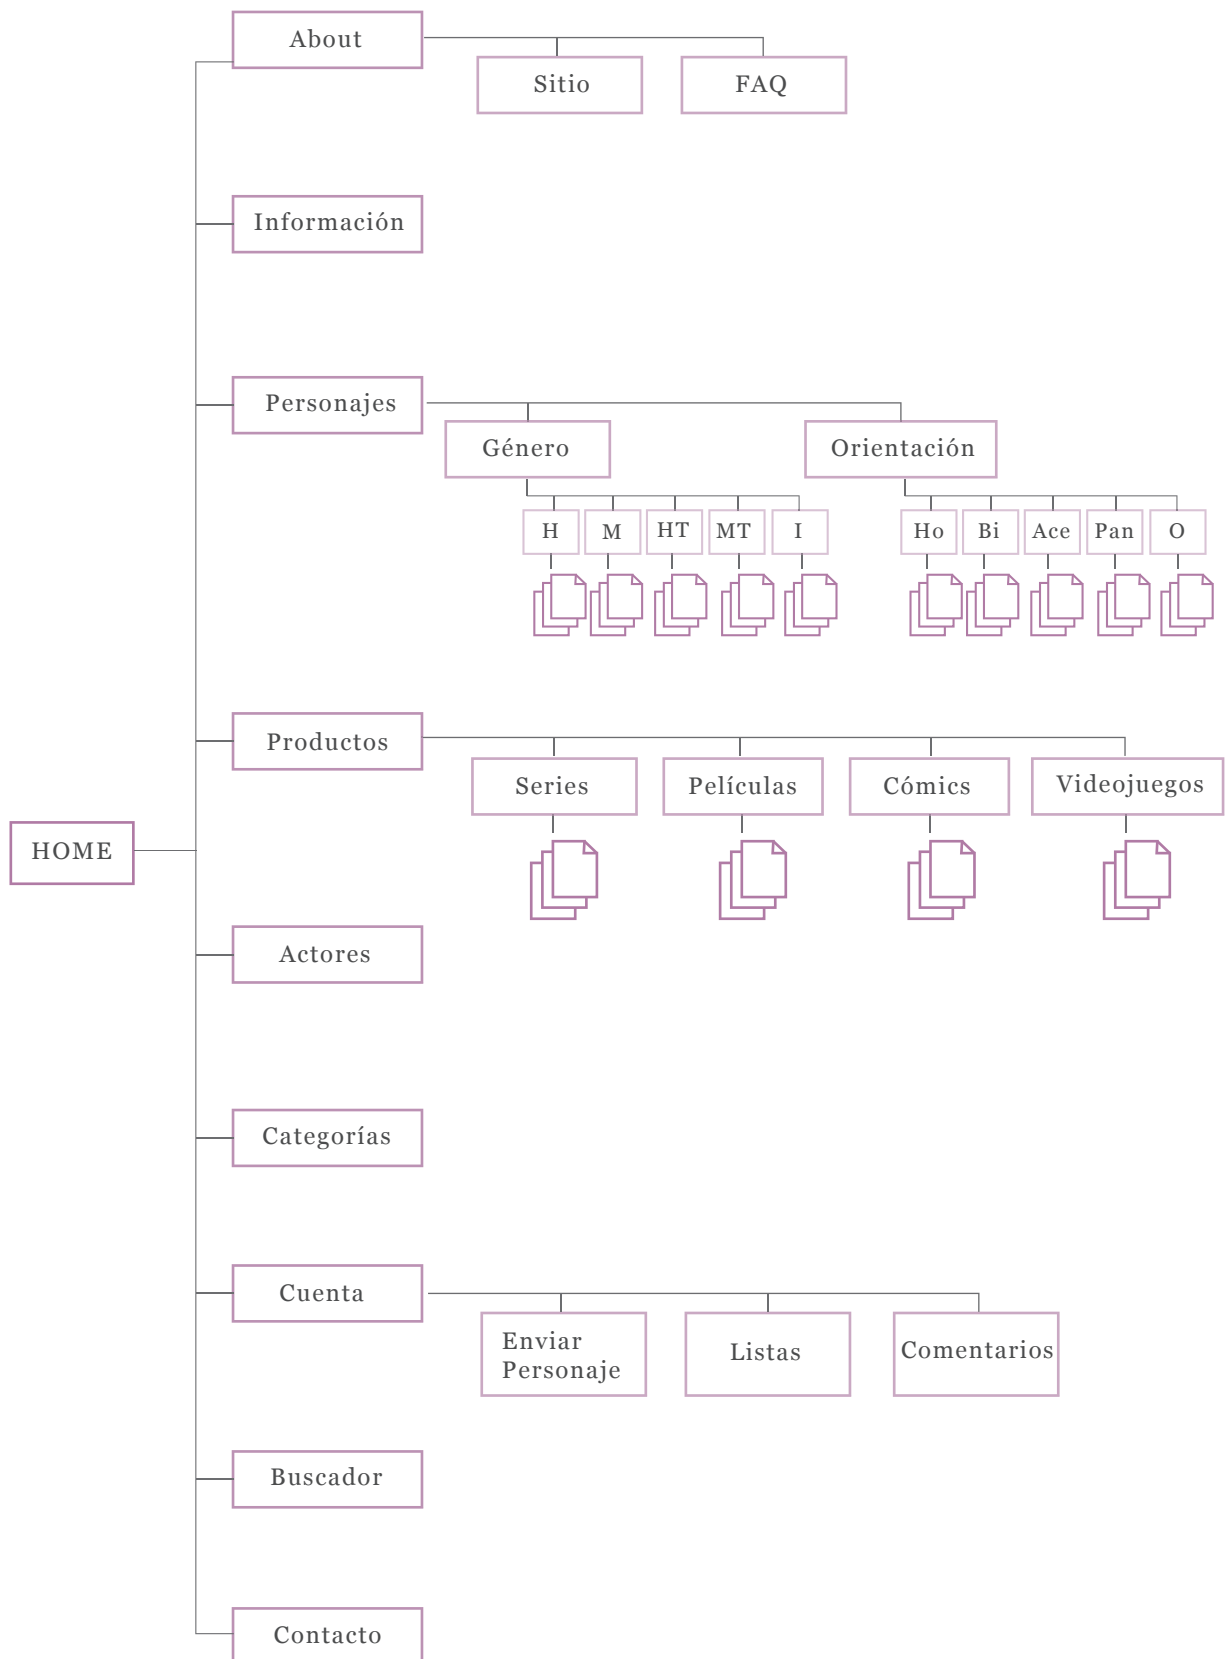 About
Sitio
FAQ
Información
Personajes
Género
Orientación
H
M
HT
MT
I
Ho
Bi
Ace
Pan
O
Productos
Series
Películas
Cómics
Videojuegos
HOME
Actores
Categorías
Cuenta
Enviar
Personaje
Listas
Comentarios
Buscador
Contacto